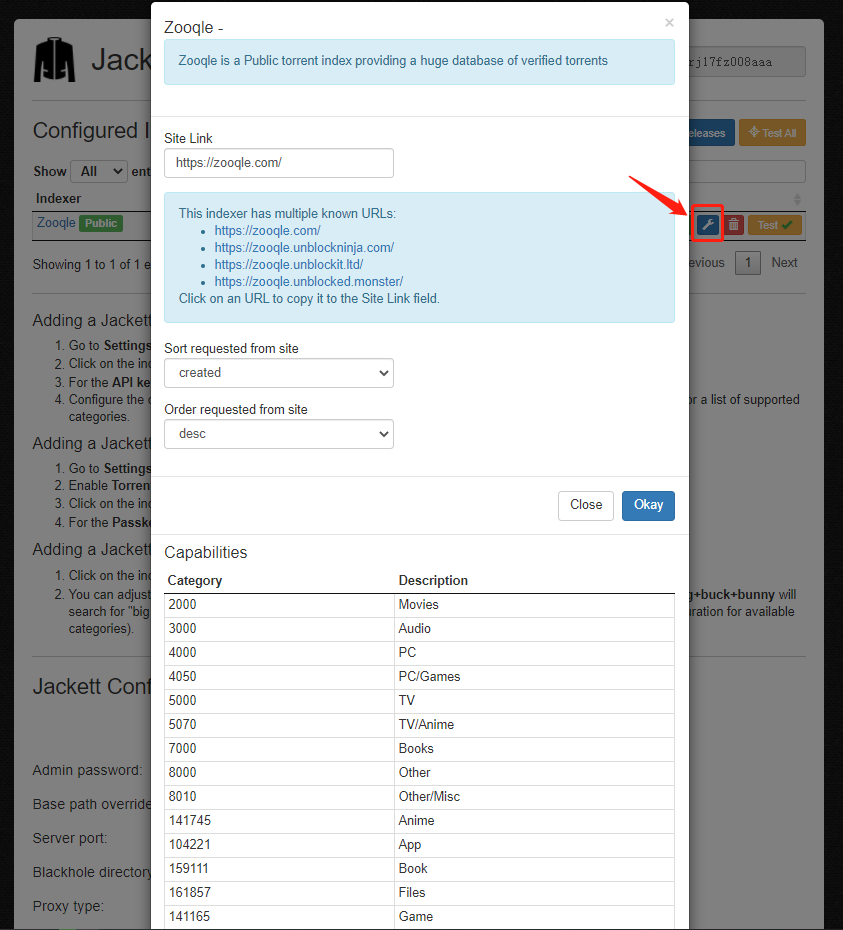 Zooqle -
×
Zooqle is a Public torrent index providing a huge database of verified torrents
Site Link
https://zooqle.com/
This indexer has multiple known URLs:
https://zooqle.com/
https://zooqle.unblockninja.com/
https://zooqle.unblockit.ltd/
https://zooqle.unblocked.monster/
Click on an URL to copy it to the Site Link field.
Sort requested from site
created
Order requested from site
desc
Close Okay
Capabilities
Category Description
2000 Movies
3000 Audio
4000 PC
4050 PC/Games
5000 TV
5070 TV/Anime
7000 Books
8000 Other
8010 Other/Misc
141745 Anime
104221 App
159111 Book
161857 Files
141165 Game
Jack
rj17fz008aaa
Configured I
eleases Test All
Show All ent
Indexer
Zooqle Public Test
Showing 1 to 1 of 1 e
evious 1 Next
Adding a Jackett
1. Go to Settings
2. Click on the inc
3. For the API ke
4. Configure the c
or a list of supported
categories.
Adding a Jackett
1. Go to Settings
2. Enable Torren
3. Click on the inc
4. For the Passke
Adding a Jackett
1. Click on the inc
2. You can adjust
g+buck+bunny will
search for "big
uration for available
categories).
Jackett Conf
Admin password:
Base path override
Server port:
Blackhole directory
Proxy type: